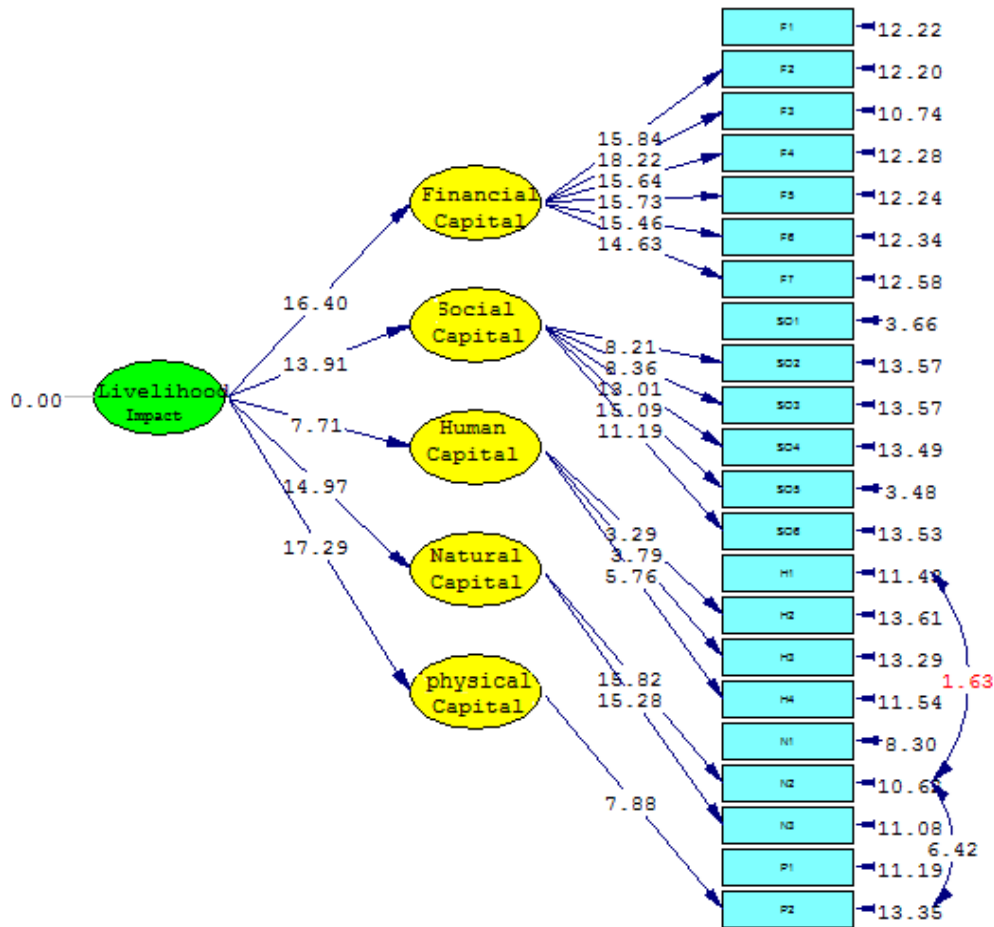 F1
12.22
F2
12.20
F3
10.74
F4
12.28
F5
12.24
F6
12.34
F7
12.58
SO1
3.66
SO2
13.57
SO3
13.57
SO4
13.49
SO5
3.48
SO6
13.53
H1
H2
13.61
H3
13.29
H4
11.54
N1
8.30
N2
N3
11.08
P1
11.19
P2
13.35
15.84
18.22
15.64
15.73
15.46
14.63
8.21
8.36
13.01
15.09
11.19
3.29
3.79
5.76
15.28
7.88
1.63
6.42
Financial
Capital
Social
Capital
Human
Capital
Natural
Capital
physical
Capital
16.40
13.91
7.71
14.97
17.29
0.00
Livelihood
Impact